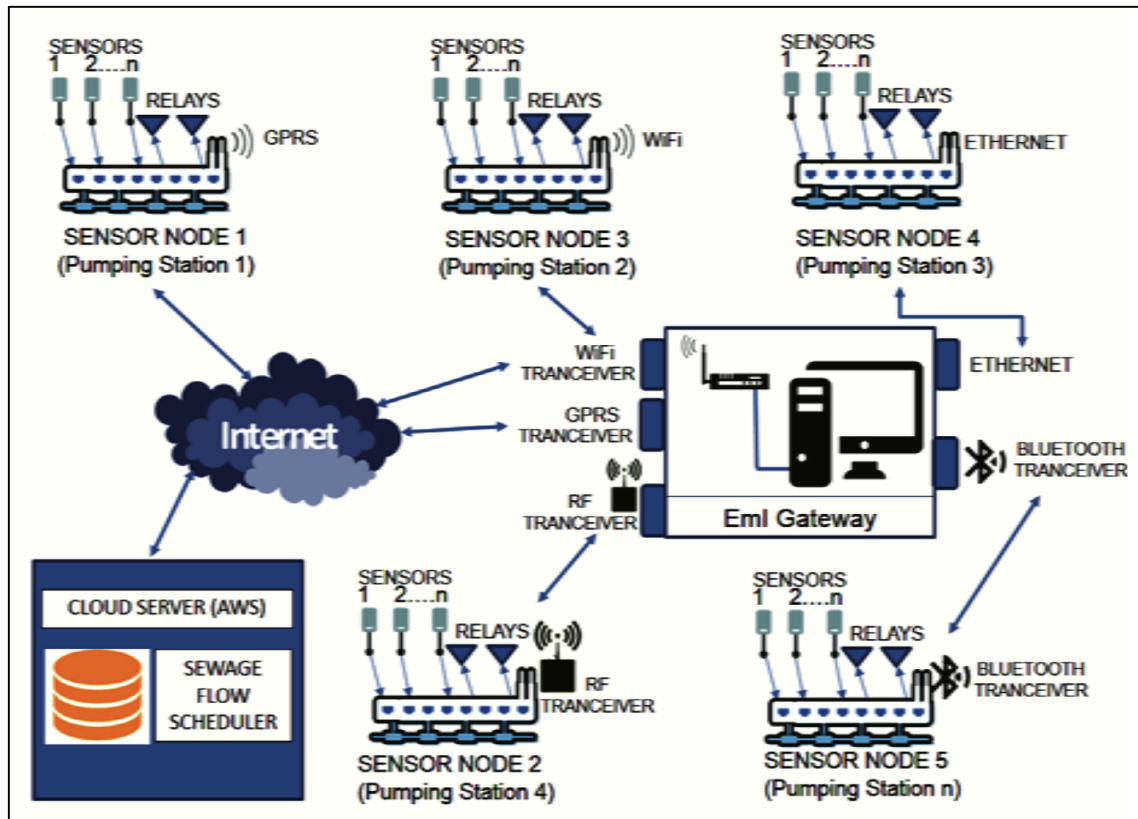 SENSORS
1 2....n
RELAYS
GPRS
SENSOR NODE 1
(Pumping Station 1)
SENSORS
1 2....n
RELAYS
WiFi
SENSOR NODE 3
(Pumping Station 2)
SENSORS
1 2....n
RELAYS
ETHERNET
SENSOR NODE 4
(Pumping Station 3)
WiFi
TRANCEIVER
GPRS
TRANCEIVER
RF
TRANCEIVER
ETHERNET
BLUETOOTH
TRANCEIVER
EmI Gateway
Internet
CLOUD SERVER (AWS)
SEWAGE
FLOW
SCHEDULER
SENSORS
1 2....n
RELAYS
RF
TRANCEIVER
SENSOR NODE 2
(Pumping Station 4)
SENSORS
1 2....n
RELAYS
BLUETOOTH
TRANCEIVER
SENSOR NODE 5
(Pumping Station n)